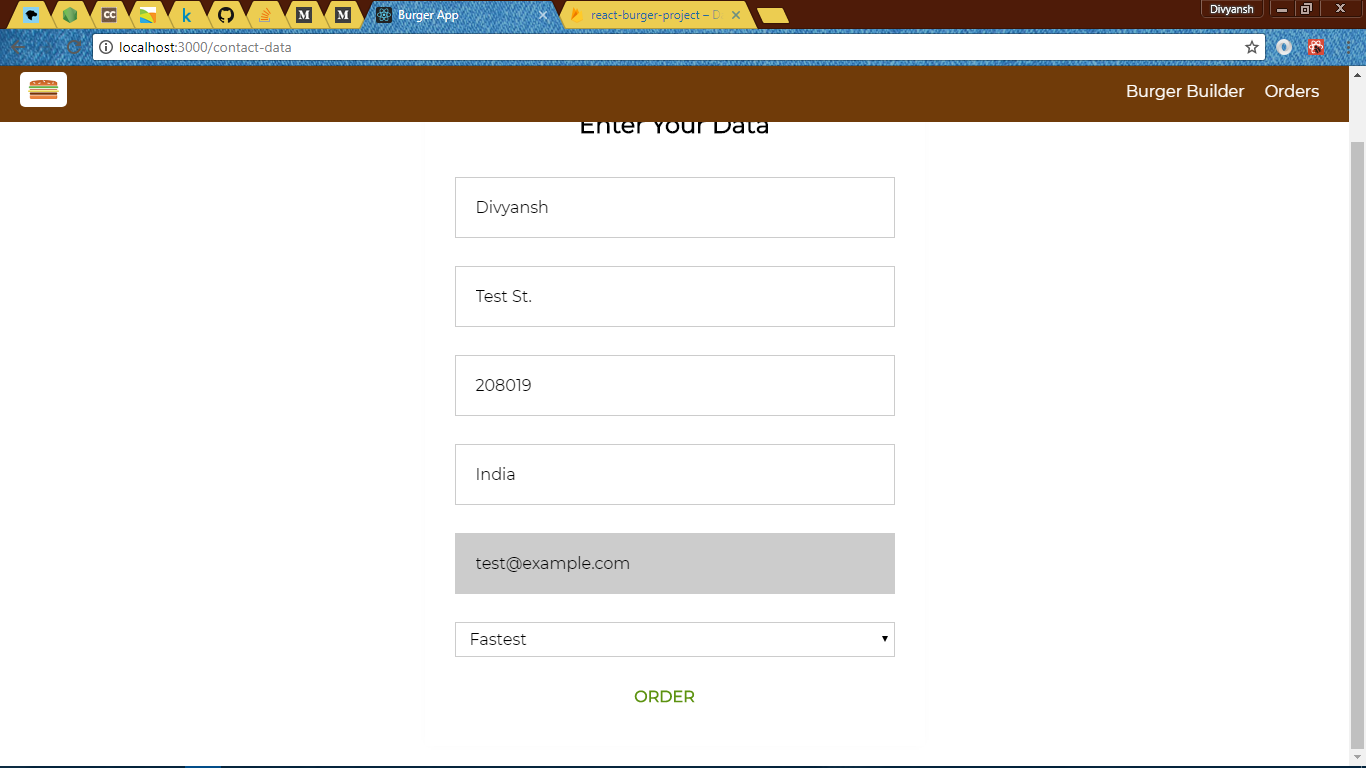 Burger App
react-burger-project – D
Divyansh
localhost:3000/contact-data
Burger Builder
Orders
Enter Your Data
Divyansh
Test St.
208019
India
test@example.com
Fastest
ORDER